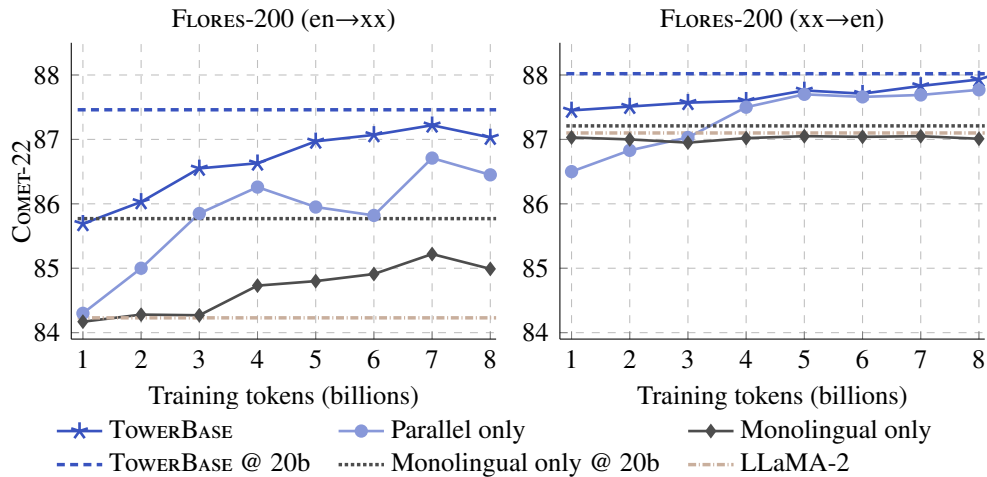 FLORES-200 (en→xx)
FLORES-200 (xx→en)
COMET-22
88
87
86
85
84
1 2 3 4 5 6 7 8
Training tokens (billions)
88
87
86
85
84
1 2 3 4 5 6 7 8
Training tokens (billions)
TOWERBASE
Parallel only
Monolingual only
TOWERBASE @ 20b
Monolingual only @ 20b
LLaMA-2